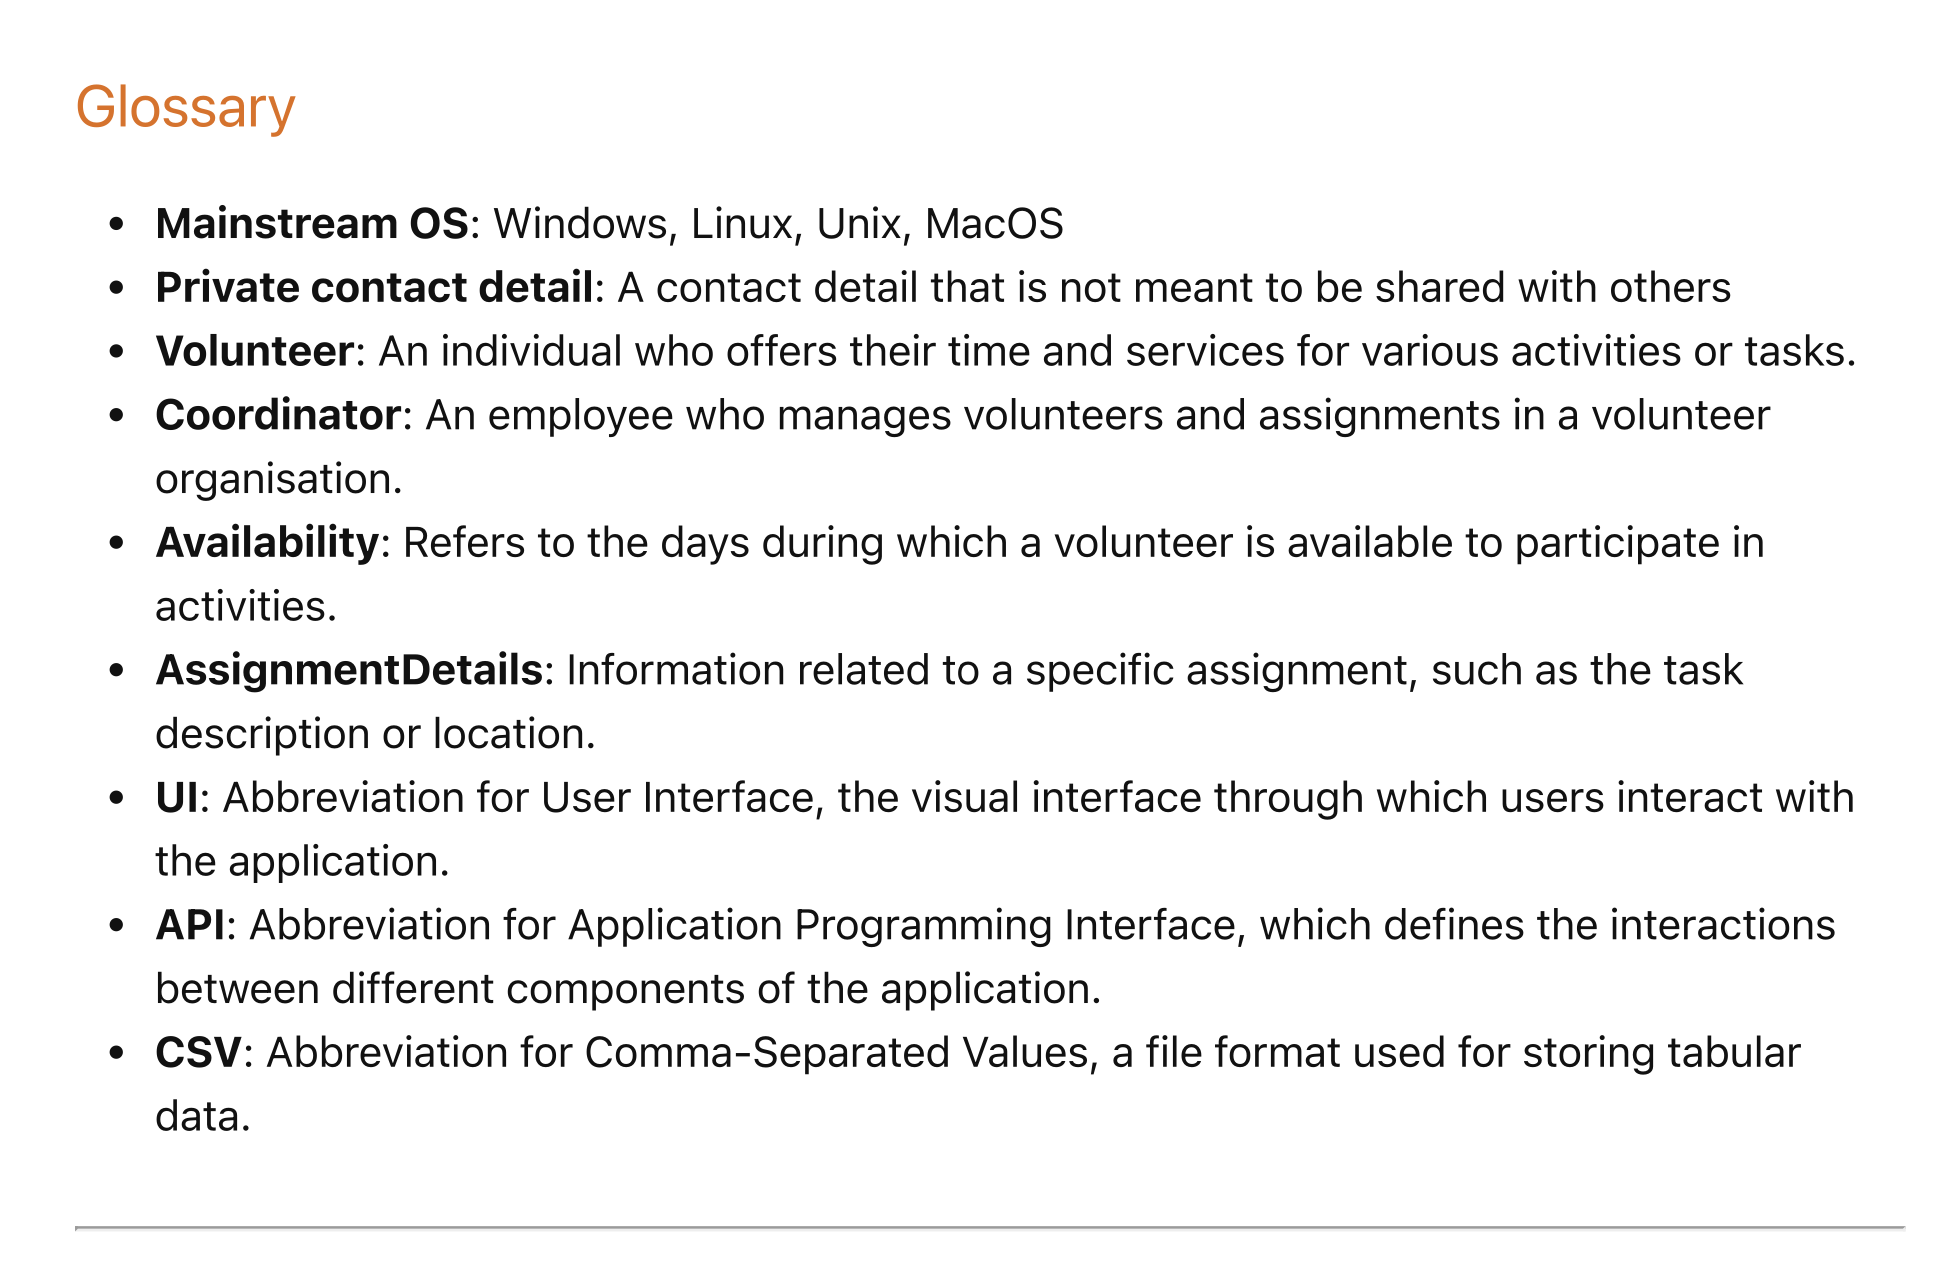 Glossary
• Mainstream OS: Windows, Linux, Unix, MacOS
• Private contact detail: A contact detail that is not meant to be shared with others
• Volunteer: An individual who offers their time and services for various activities or tasks.
• Coordinator: An employee who manages volunteers and assignments in a volunteer
organisation.
• Availability: Refers to the days during which a volunteer is available to participate in
activities.
• AssignmentDetails: Information related to a specific assignment, such as the task
description or location.
• UI: Abbreviation for User Interface, the visual interface through which users interact with
the application.
• API: Abbreviation for Application Programming Interface, which defines the interactions
between different components of the application.
• CSV: Abbreviation for Comma-Separated Values, a file format used for storing tabular
data.